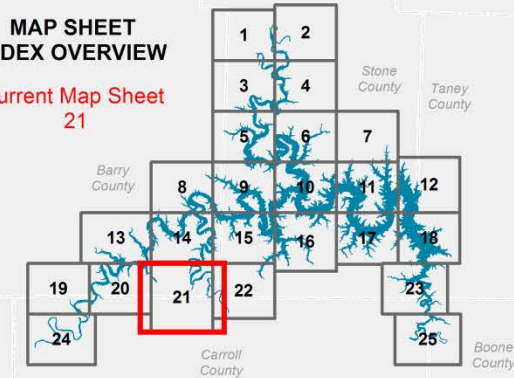 MAP SHEET
DEX OVERVIEW
urrent Map Sheet
21
1
2
3
4
Stone
County
Taney
County
5
6
7
Barry
County
8
9
10
11
12
13
14
15
16
17
18
19
20
21
22
23
24
25
Carroll
County
Boone
County